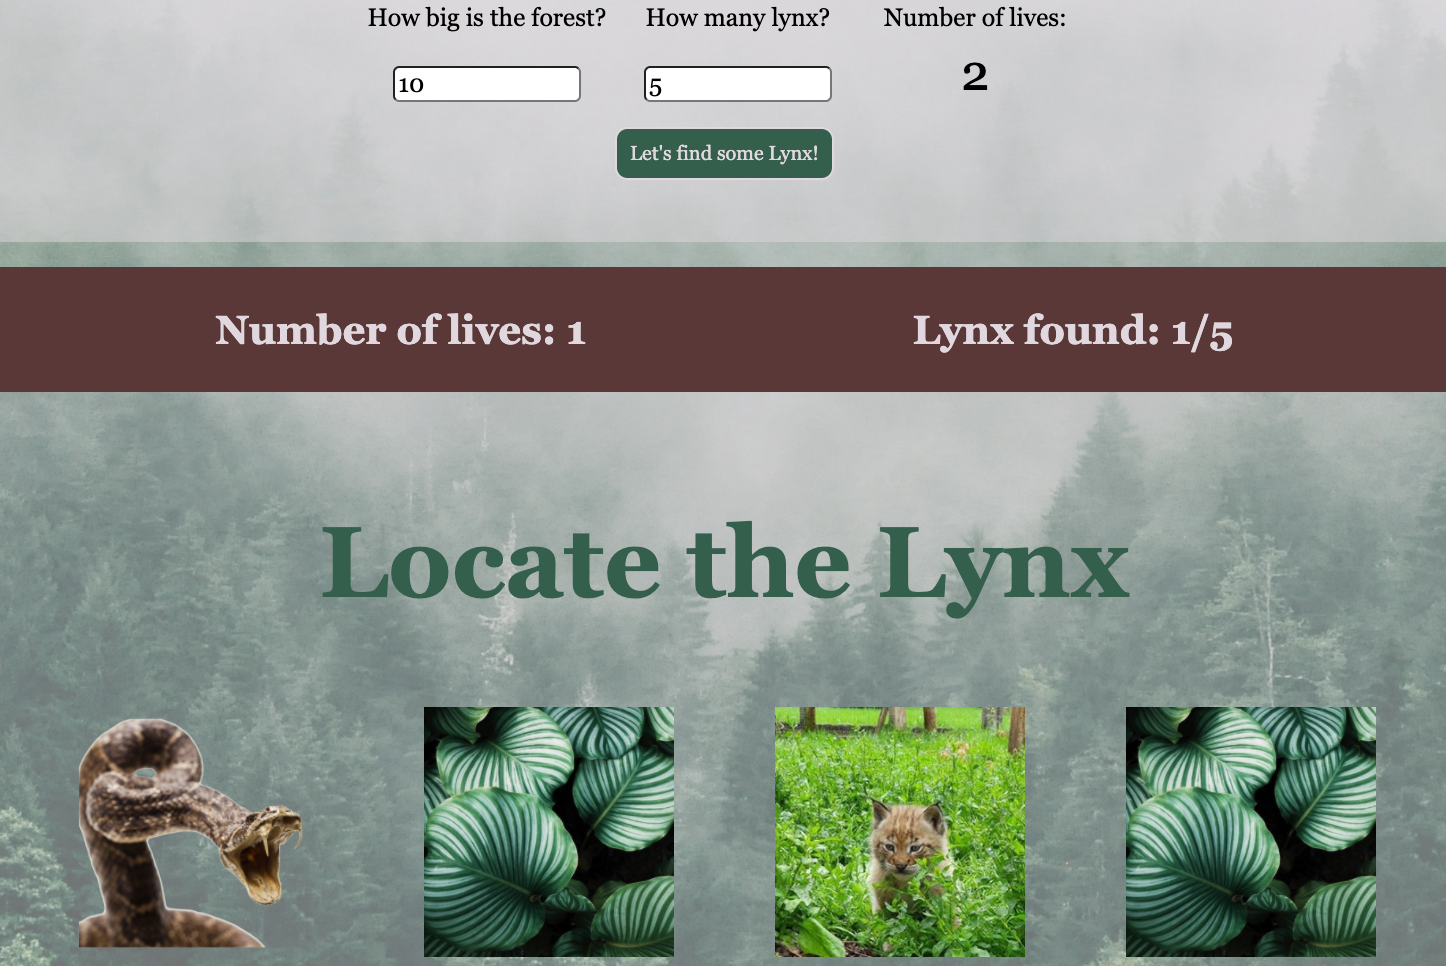 How big is the forest? How many lynx? Number of lives:
10 5 2
Let's find some Lynx!
Number of lives: 1 Lynx found: 1/5
Locate the Lynx